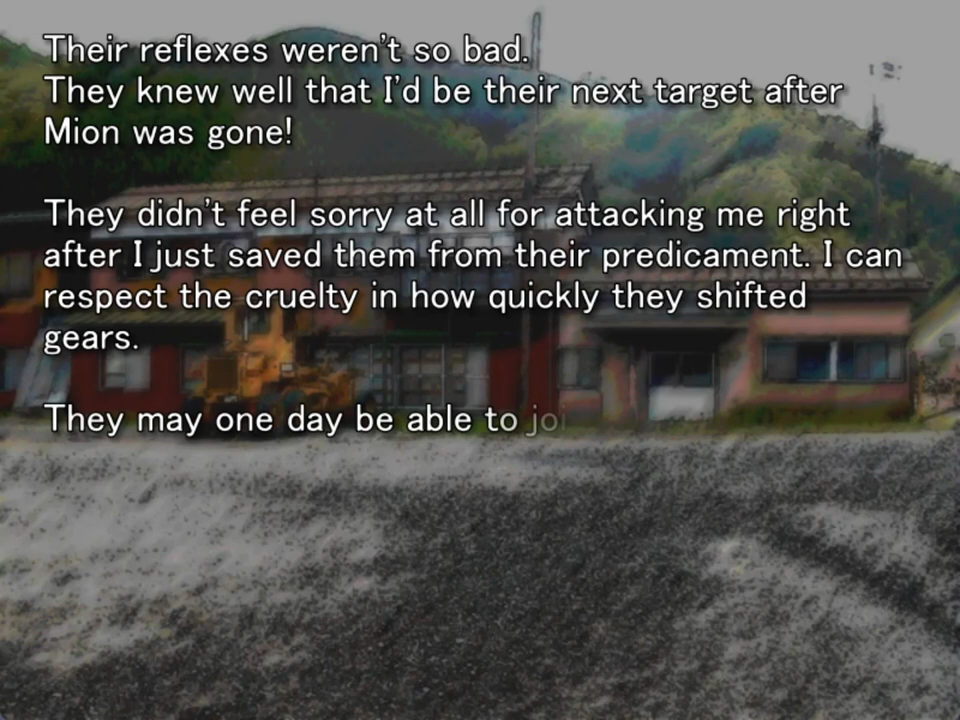 Their reflexes weren't so bad.
They knew well that I'd be their next target after
Mion was gone!
They didn't feel sorry at all for attacking me right
after I just saved them from their predicament. I can
respect the cruelty in how quickly they shifted
gears.
They may one day be able to joi